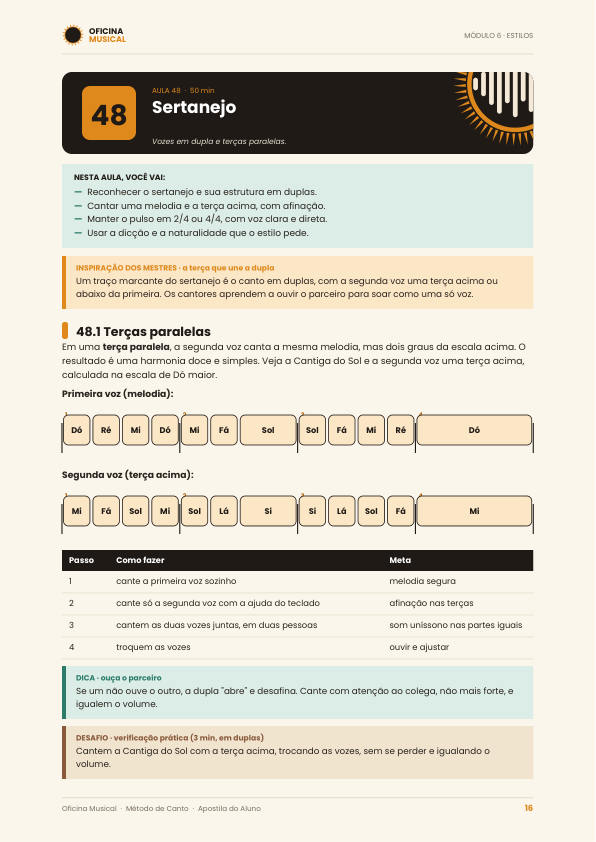 OFICINA
MUSICAL
MÓDULO 6 · ESTILOS
48
AULA 48 · 50 min
Sertanejo
Vozes em dupla e terças paralelas.
NESTA AULA, VOCÊ VAI:
— Reconhecer o sertanejo e sua estrutura em duplas.
— Cantar uma melodia e a terça acima, com afinação.
— Manter o pulso em 2/4 ou 4/4, com voz clara e direta.
— Usar a dicção e a naturalidade que o estilo pede.
INSPIRAÇÃO DOS MESTRES · a terça que une a dupla
Um traço marcante do sertanejo é o canto em duplas, com a segunda voz uma terça acima ou
abaixo da primeira. Os cantores aprendem a ouvir o parceiro para soar como uma só voz.
48.1 Terças paralelas
Em uma terça paralela, a segunda voz canta a mesma melodia, mas dois graus da escala acima. O
resultado é uma harmonia doce e simples. Veja a Cantiga do Sol e a segunda voz uma terça acima,
calculada na escala de Dó maior.
Primeira voz (melodia):
1 2 3 4
Dó Ré Mi Dó Mi Fá Sol Sol Fá Mi Ré Dó
Segunda voz (terça acima):
1 2 3 4
Mi Fá Sol Mi Sol Lá Si Si Lá Sol Fá Mi
Passo Como fazer Meta
1 cante a primeira voz sozinho melodia segura
2 cante só a segunda voz com a ajuda do teclado afinação nas terças
3 cantem as duas vozes juntas, em duas pessoas som uníssono nas partes iguais
4 troquem as vozes ouvir e ajustar
DICA · ouça o parceiro
Se um não ouve o outro, a dupla "abre" e desafina. Cante com atenção ao colega, não mais forte, e
igualem o volume.
DESAFIO · verificação prática (3 min, em duplas)
Cantem a Cantiga do Sol com a terça acima, trocando as vozes, sem se perder e igualando o
volume.
Oficina Musical · Método de Canto · Apostila do Aluno
16